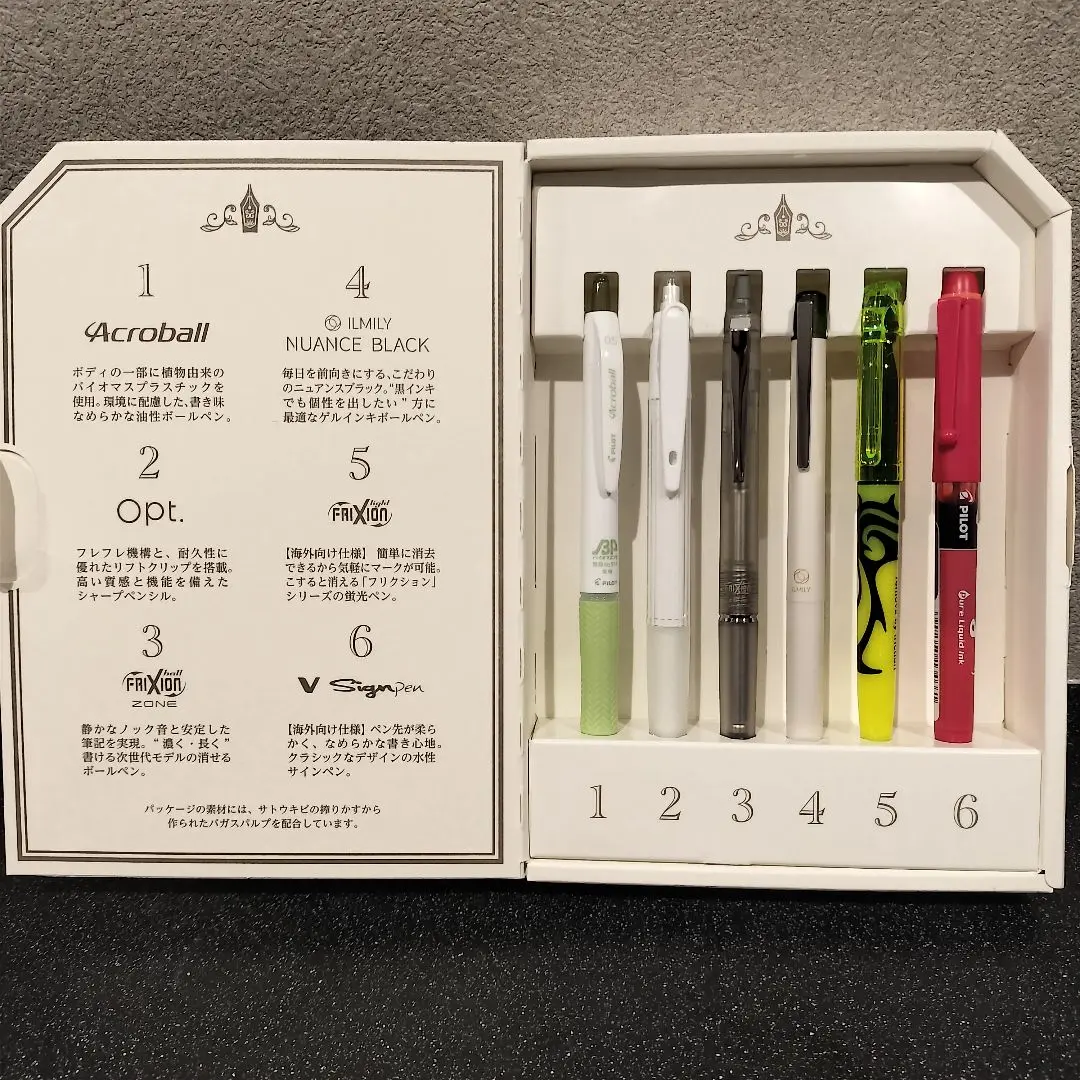 1
Acroball
ボディの一部に植物由来の
バイオマスプラスチックを
使用。環境に配慮した、書き味
なめらかな油性ボールペン。
2
Opt.
フレフレ機構と、耐久性に
優れたリフトクリップを搭載。
高い質感と機能を備えた
シャープペンシル。
3
FRIXION ball
ZONE
静かなノック音と安定した
筆記を実現。“濃く・長く”
書ける次世代モデルの消せる
ボールペン。
4
ILMILY
NUANCE BLACK
毎日を前向きにする、こだわり
のニュアンスブラック。“黒インキ
でも個性を出したい”方に
最適なゲルインキボールペン。
5
FRIXION light
【海外向け仕様】 簡単に消去
できるから気軽にマークが可能。
こすると消える「フリクション」
シリーズの蛍光ペン。
6
V Signpen
【海外向け仕様】ペン先が柔ら
かく、なめらかな書き心地。
クラシックなデザインの水性
サインペン。
パッケージの素材には、サトウキビの搾りかすから
作られたバガスパルプを配合しています。
05
Acroball
PILOT
BP
PILOT
FRIXION
ILMILY
PILOT
Pure Liquid Ink
1 2 3 4 5 6